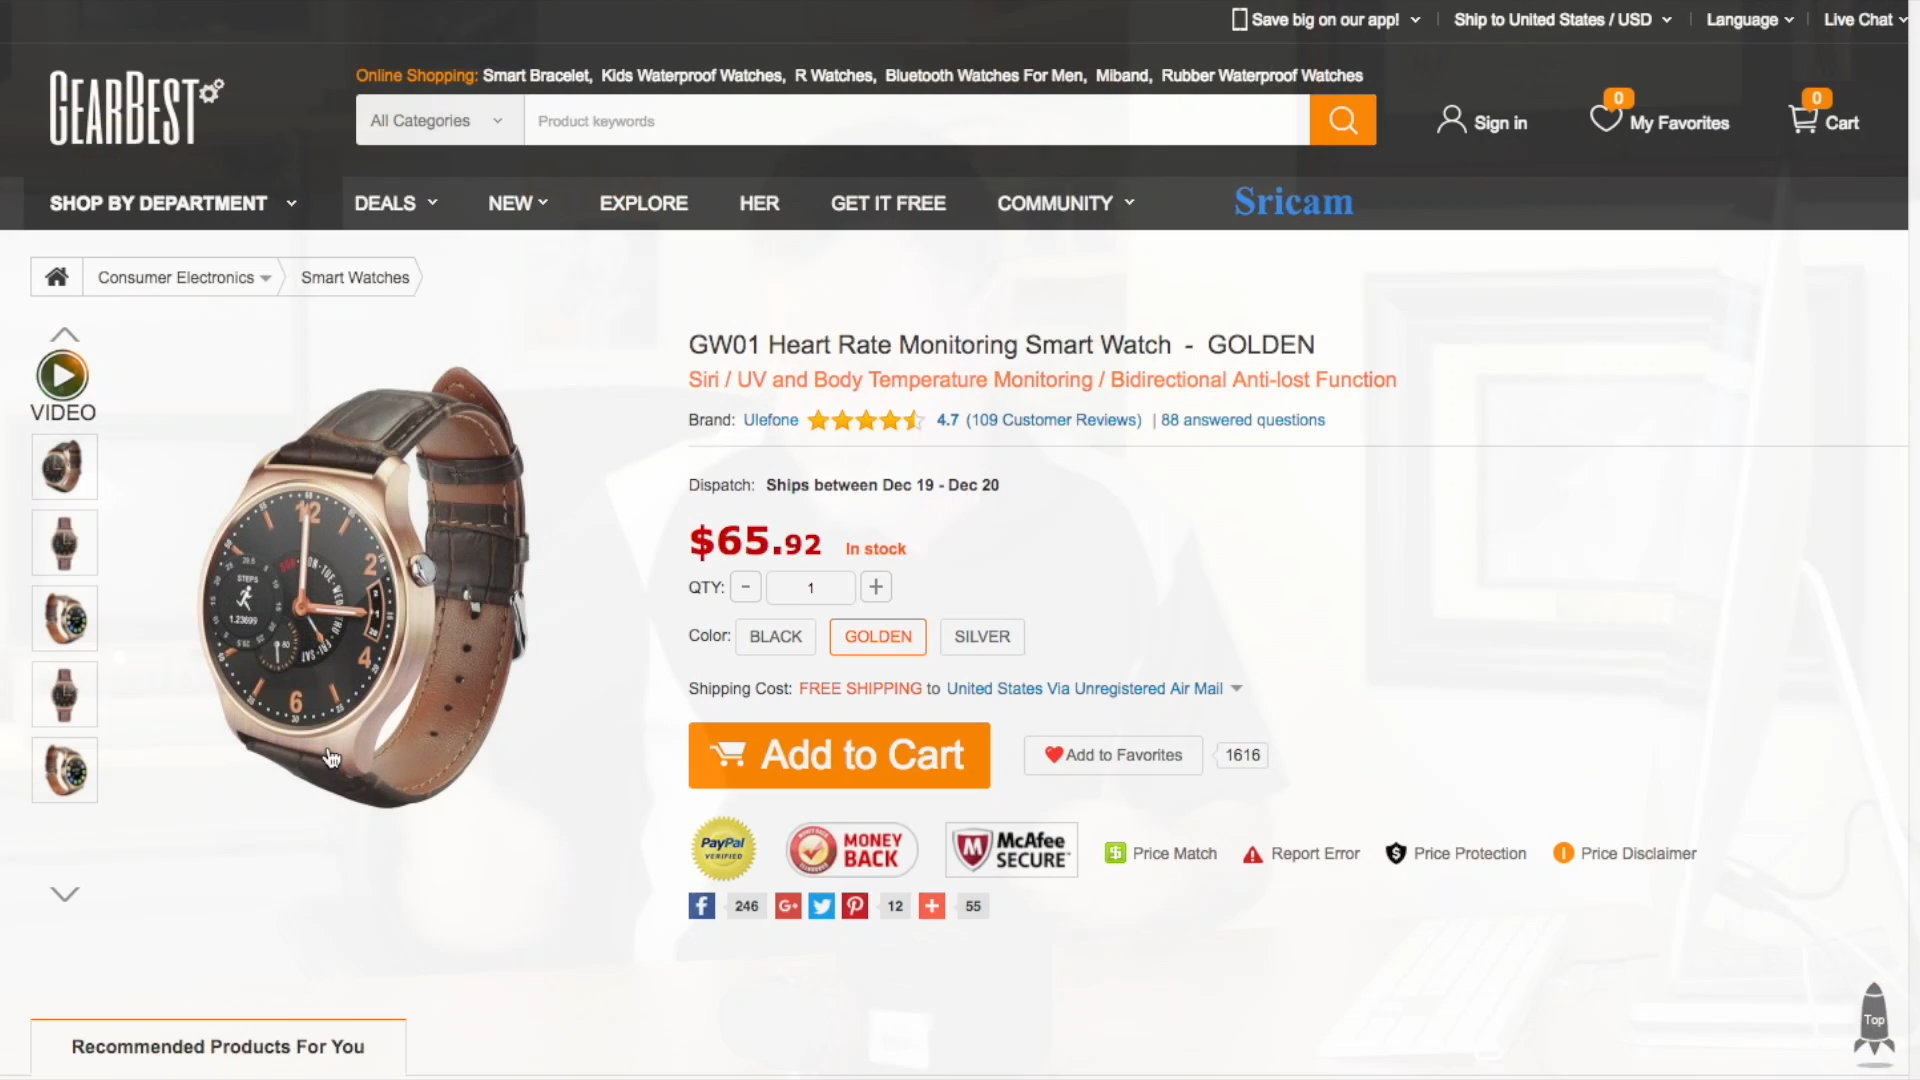 Save big on our app! Ship to United States / USD Language Live Chat
Online Shopping: Smart Bracelet, Kids Waterproof Watches, R Watches, Bluetooth Watches For Men, Miband, Rubber Waterproof Watches
GEARBEST
All Categories Product keywords
Sign in
0
My Favorites
0
Cart
SHOP BY DEPARTMENT DEALS NEW EXPLORE HER GET IT FREE COMMUNITY Sricam
Consumer Electronics Smart Watches
VIDEO
GW01 Heart Rate Monitoring Smart Watch - GOLDEN
Siri / UV and Body Temperature Monitoring / Bidirectional Anti-lost Function
Brand: Ulefone 4.7 (109 Customer Reviews) | 88 answered questions
Dispatch: Ships between Dec 19 - Dec 20
$65.92 In stock
QTY: - 1 +
Color: BLACK GOLDEN SILVER
Shipping Cost: FREE SHIPPING to United States Via Unregistered Air Mail
Add to Cart Add to Favorites 1616
12
2
4
6
STEPS
1.23699
PayPal
VERIFIED
MONEY
BACK
McAfee
SECURE
Price Match Report Error Price Protection Price Disclaimer
f 246 G+ 12 + 55
Top
Recommended Products For You